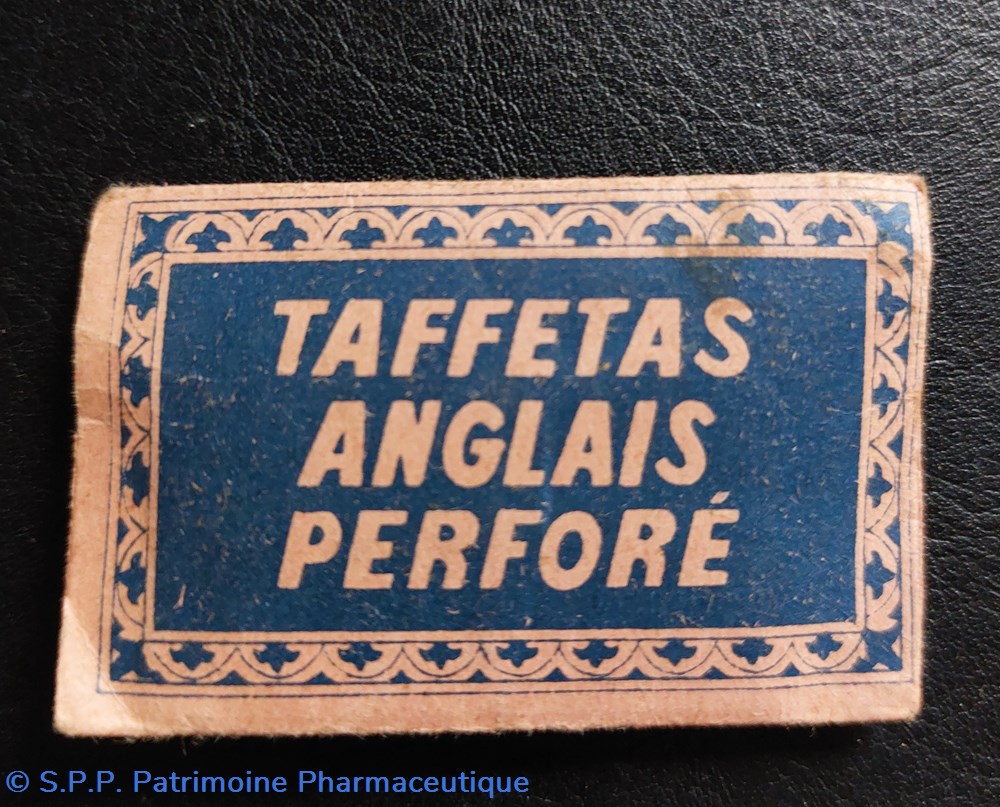 TAFFETAS
ANGLAIS
PERFORÉ
© S.P.P. Patrimoine Pharmaceutique